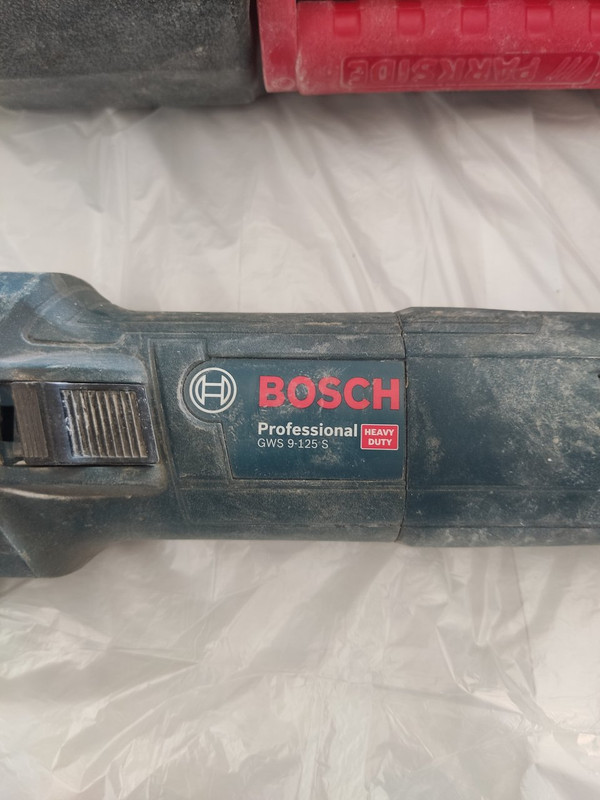 PARKSIDE
BOSCH
Professional HEAVY DUTY
GWS 9-125 S